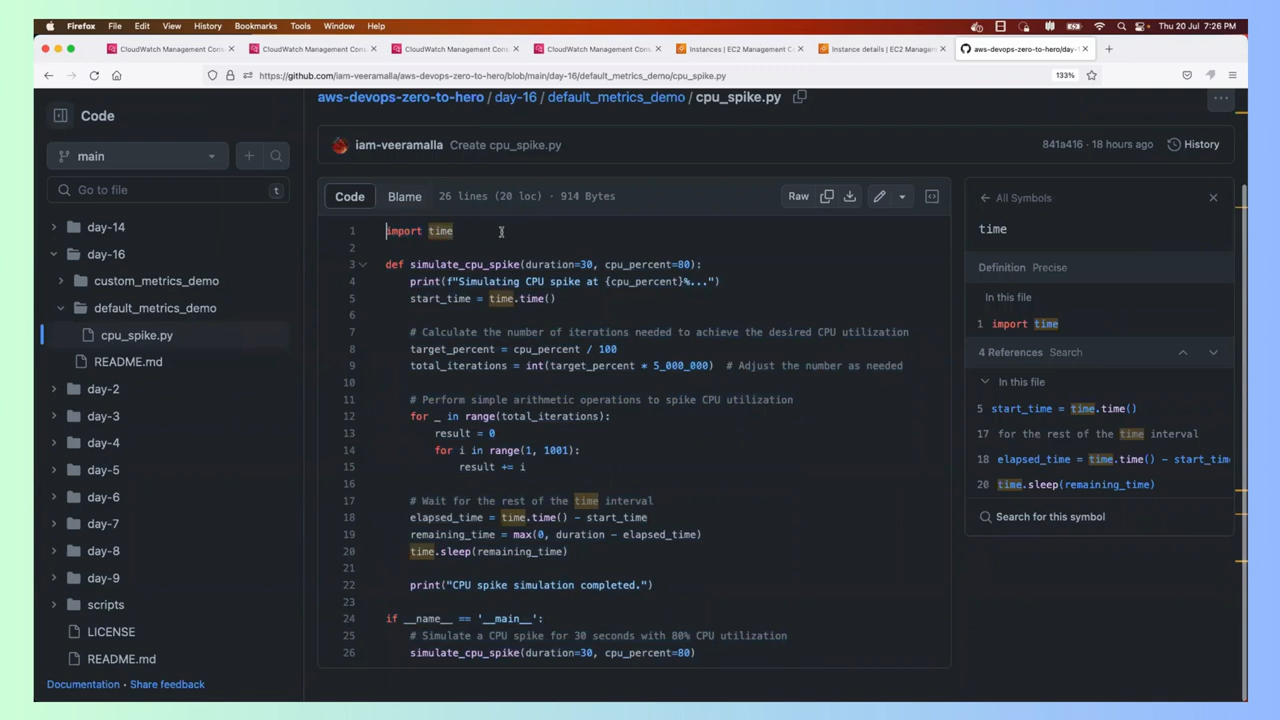 Firefox File Edit View History Bookmarks Tools Window Help Thu 20 Jul 7:26 PM
CloudWatch Management Cons CloudWatch Management Cons CloudWatch Management Cons CloudWatch Management Cons Instances | EC2 Management C Instance details | EC2 Manager aws-devops-zero-to-hero/day-1
https://github.com/iam-veeramalla/aws-devops-zero-to-hero/blob/main/day-16/default_metrics_demo/cpu_spike.py 133%
Code
main
Go to file t
day-14
day-16
custom_metrics_demo
default_metrics_demo
cpu_spike.py
README.md
day-2
day-3
day-4
day-5
day-6
day-7
day-8
day-9
scripts
LICENSE
README.md
Documentation • Share feedback
aws-devops-zero-to-hero / day-16 / default_metrics_demo / cpu_spike.py
iam-veeramalla Create cpu_spike.py 841a416 · 18 hours ago History
Code Blame 26 lines (20 loc) · 914 Bytes Raw
1 import time
2
3 def simulate_cpu_spike(duration=30, cpu_percent=80):
4 print(f"Simulating CPU spike at {cpu_percent}%...")
5 start_time = time.time()
6
7 # Calculate the number of iterations needed to achieve the desired CPU utilization
8 target_percent = cpu_percent / 100
9 total_iterations = int(target_percent * 5_000_000) # Adjust the number as needed
10
11 # Perform simple arithmetic operations to spike CPU utilization
12 for _ in range(total_iterations):
13 result = 0
14 for i in range(1, 1001):
15 result += i
16
17 # Wait for the rest of the time interval
18 elapsed_time = time.time() - start_time
19 remaining_time = max(0, duration - elapsed_time)
20 time.sleep(remaining_time)
21
22 print("CPU spike simulation completed.")
23
24 if __name__ == '__main__':
25 # Simulate a CPU spike for 30 seconds with 80% CPU utilization
26 simulate_cpu_spike(duration=30, cpu_percent=80)
All Symbols
time
Definition Precise
In this file
1 import time
4 References Search
In this file
5 start_time = time.time()
17 for the rest of the time interval
18 elapsed_time = time.time() - start_tim
20 time.sleep(remaining_time)
Search for this symbol